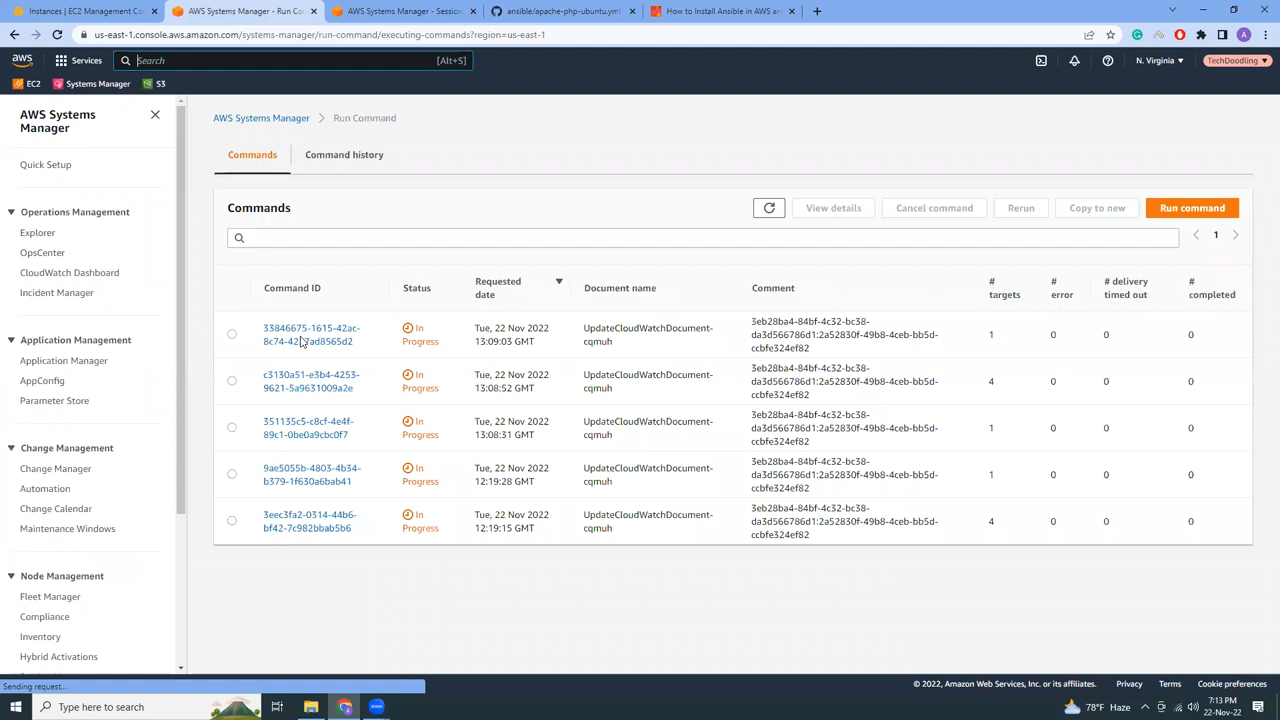 Instances | EC2 Management Con
AWS Systems Manager - Run Co
AWS Systems Manager - Session
ansible/apache-php-ubuntu.yml
How to Install Ansible in AWS an
us-east-1.console.aws.amazon.com/systems-manager/run-command/executing-commands?region=us-east-1
aws
Services
Search
[Alt+S]
N. Virginia
TechDoodling
EC2
Systems Manager
S3
AWS Systems
Manager
Quick Setup
Operations Management
Explorer
OpsCenter
CloudWatch Dashboard
Incident Manager
Application Management
Application Manager
AppConfig
Parameter Store
Change Management
Change Manager
Automation
Change Calendar
Maintenance Windows
Node Management
Fleet Manager
Compliance
Inventory
Hybrid Activations
AWS Systems Manager
Run Command
Commands
Command history
Commands
View details
Cancel command
Rerun
Copy to new
Run command
1
Command ID
Status
Requested
date
Document name
Comment
#
targets
#
error
# delivery
timed out
#
completed
33846675-1615-42ac-
In
Progress
Tue, 22 Nov 2022
13:09:03 GMT
UpdateCloudWatchDocument-
cqmuh
3eb28ba4-84bf-4c32-bc38-
da3d566786d1:2a52830f-49b8-4ceb-bb5d-
ccbfe324ef82
1
0
0
0
c3130a51-e3b4-4253-
9621-5a9631009a2e
In
Progress
Tue, 22 Nov 2022
13:08:52 GMT
UpdateCloudWatchDocument-
cqmuh
3eb28ba4-84bf-4c32-bc38-
da3d566786d1:2a52830f-49b8-4ceb-bb5d-
ccbfe324ef82
4
0
0
0
351135c5-c8cf-4e4f-
89c1-0be0a9cbc0f7
In
Progress
Tue, 22 Nov 2022
13:08:31 GMT
UpdateCloudWatchDocument-
cqmuh
3eb28ba4-84bf-4c32-bc38-
da3d566786d1:2a52830f-49b8-4ceb-bb5d-
ccbfe324ef82
1
0
0
0
9ae5055b-4803-4b34-
b379-1f630a6bab41
In
Progress
Tue, 22 Nov 2022
12:19:28 GMT
UpdateCloudWatchDocument-
cqmuh
3eb28ba4-84bf-4c32-bc38-
da3d566786d1:2a52830f-49b8-4ceb-bb5d-
ccbfe324ef82
1
0
0
0
3eec3fa2-0314-44b6-
bf42-7c982bbab5b6
In
Progress
Tue, 22 Nov 2022
12:19:15 GMT
UpdateCloudWatchDocument-
cqmuh
3eb28ba4-84bf-4c32-bc38-
da3d566786d1:2a52830f-49b8-4ceb-bb5d-
ccbfe324ef82
4
0
0
0
© 2022, Amazon Web Services, Inc. or its affiliates.
Privacy
Terms
Cookie preferences
Sending request...
Type here to search
zoom
78°F Haze
7:13 PM
22-Nov-22